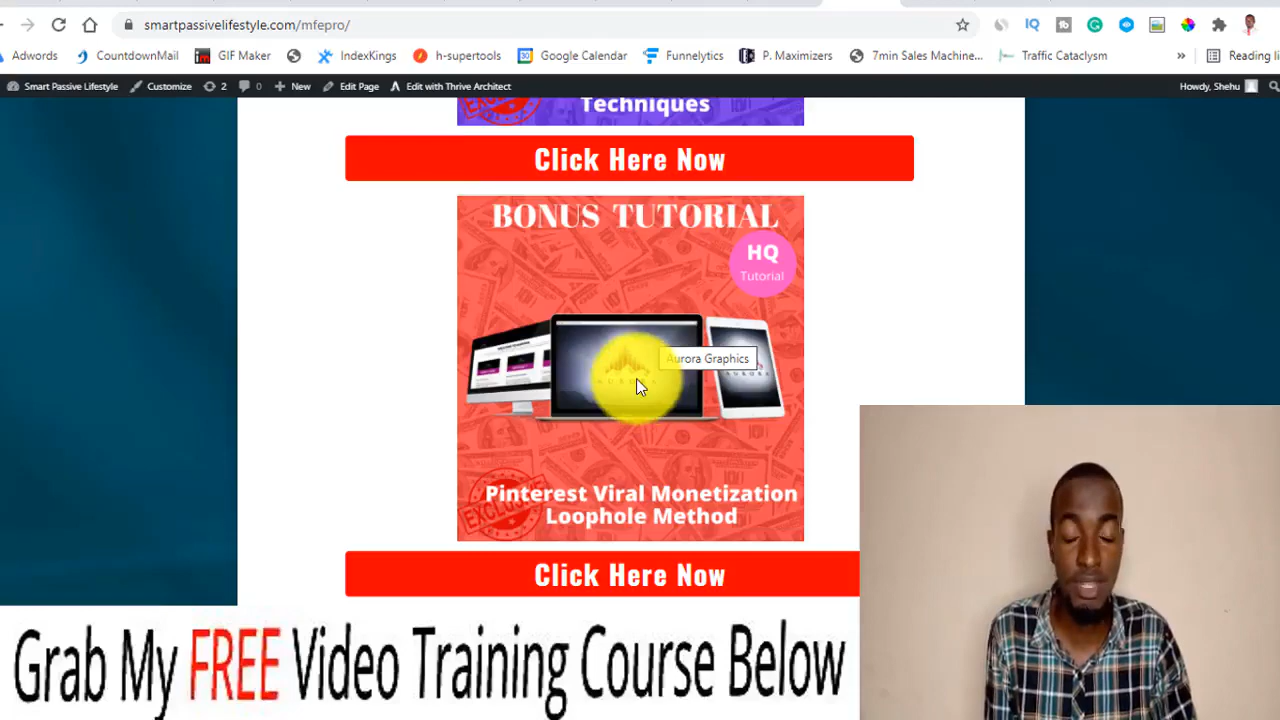 smartpassivelifestyle.com/mfepro/
Adwords CountdownMail GIF Maker IndexKings h-supertools Google Calendar Funnelytics P. Maximizers 7min Sales Machine... Traffic Cataclysm » Reading li
Smart Passive Lifestyle Customize 2 0 New Edit Page Edit with Thrive Architect Howdy, Shehu
Techniques
Click Here Now
BONUS TUTORIAL
HQ
Tutorial
Aurora Graphics
Pinterest Viral Monetization
Loophole Method
EXCLUSIVE
Click Here Now
Grab My FREE Video Training Course Below